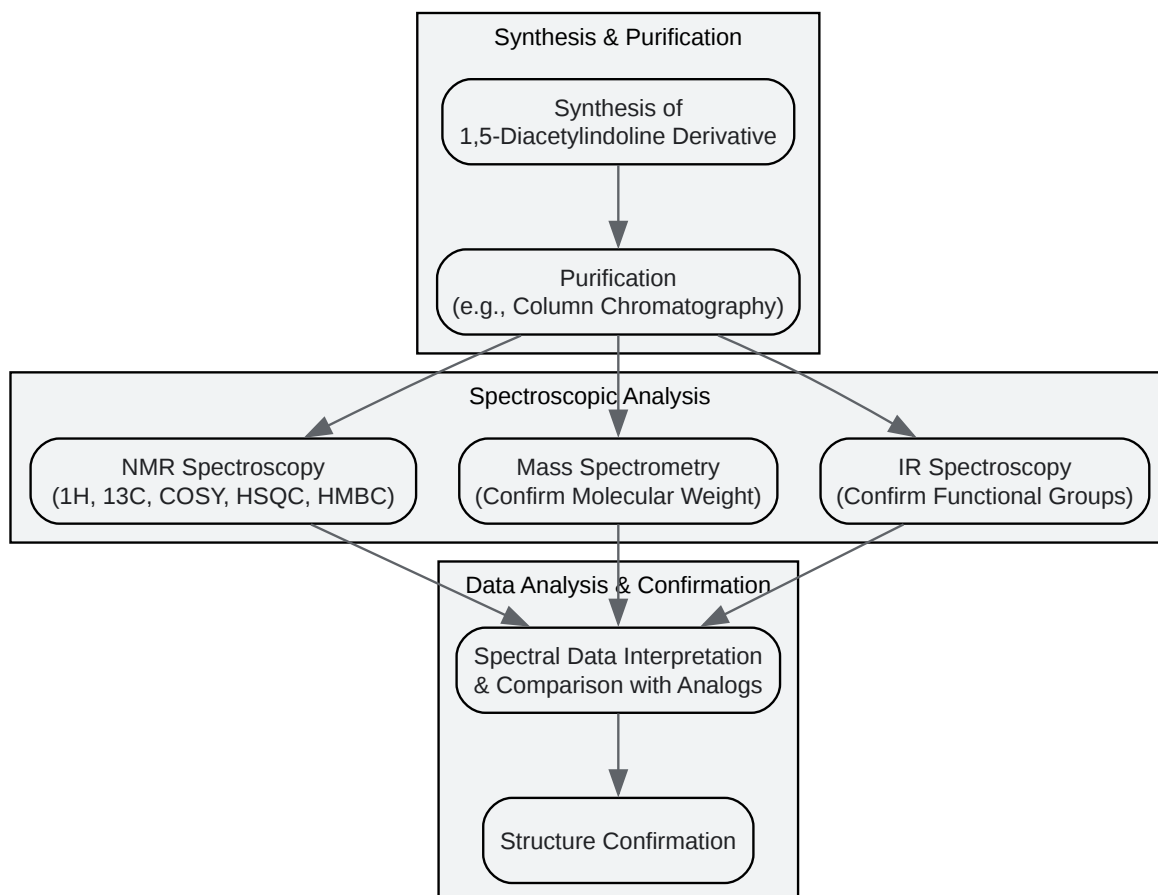 Synthesis & Purification
Synthesis of
1,5-Diacetylindoline Derivative
Purification
(e.g., Column Chromatography)
Spectroscopic Analysis
NMR Spectroscopy
(1H, 13C, COSY, HSQC, HMBC)
Mass Spectrometry
(Confirm Molecular Weight)
IR Spectroscopy
(Confirm Functional Groups)
Data Analysis & Confirmation
Spectral Data Interpretation
& Comparison with Analogs
Structure Confirmation